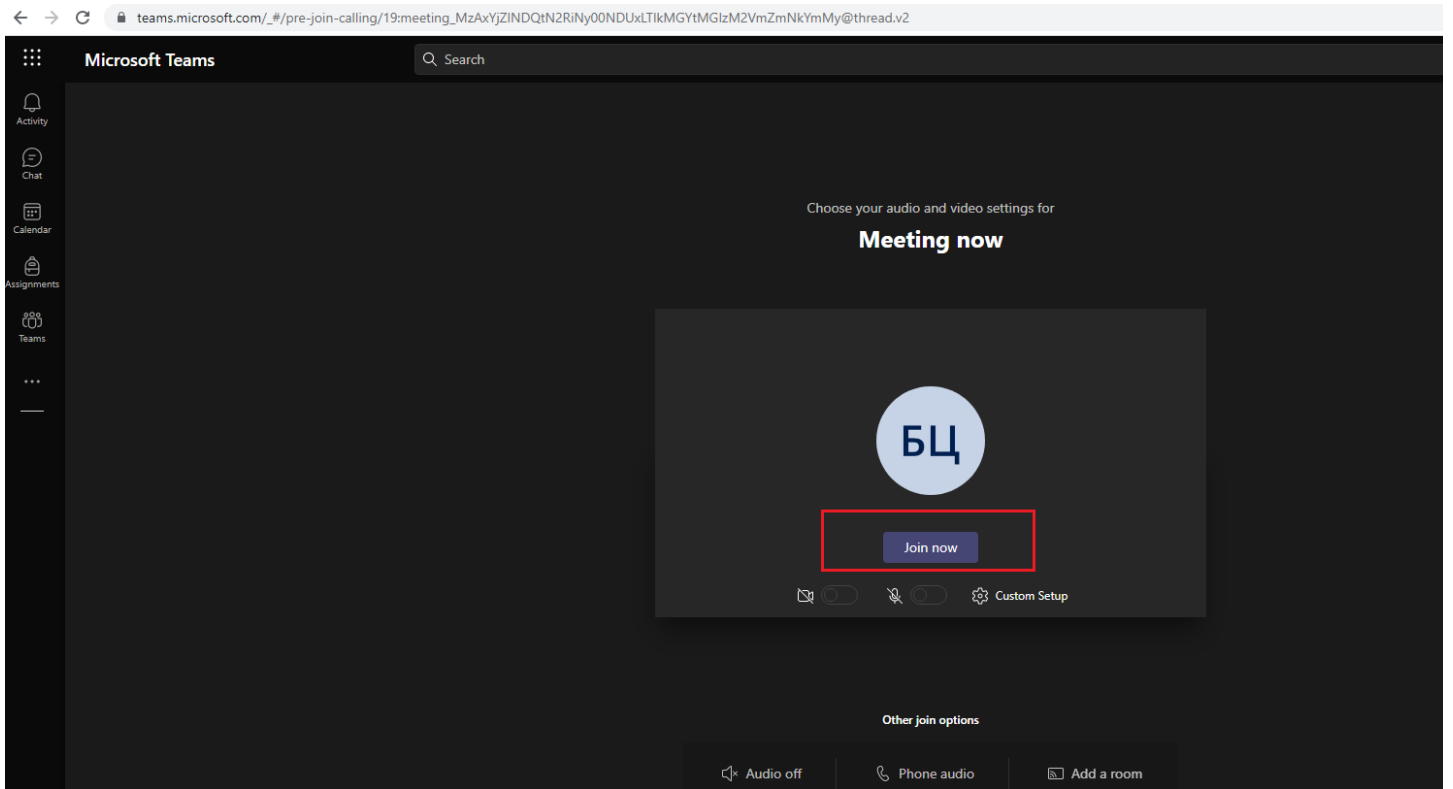 teams.microsoft.com/_#/pre-join-calling/19:meeting_MzAxYjZlNDQtN2RiNy00NDUxLTlkMGYtMGIzM2VmZmNkYmMy@thread.v2
Microsoft Teams
Search
Activity
Chat
Calendar
Assignments
Teams
Choose your audio and video settings for
Meeting now
БЦ
Join now
Custom Setup
Other join options
Audio off
Phone audio
Add a room